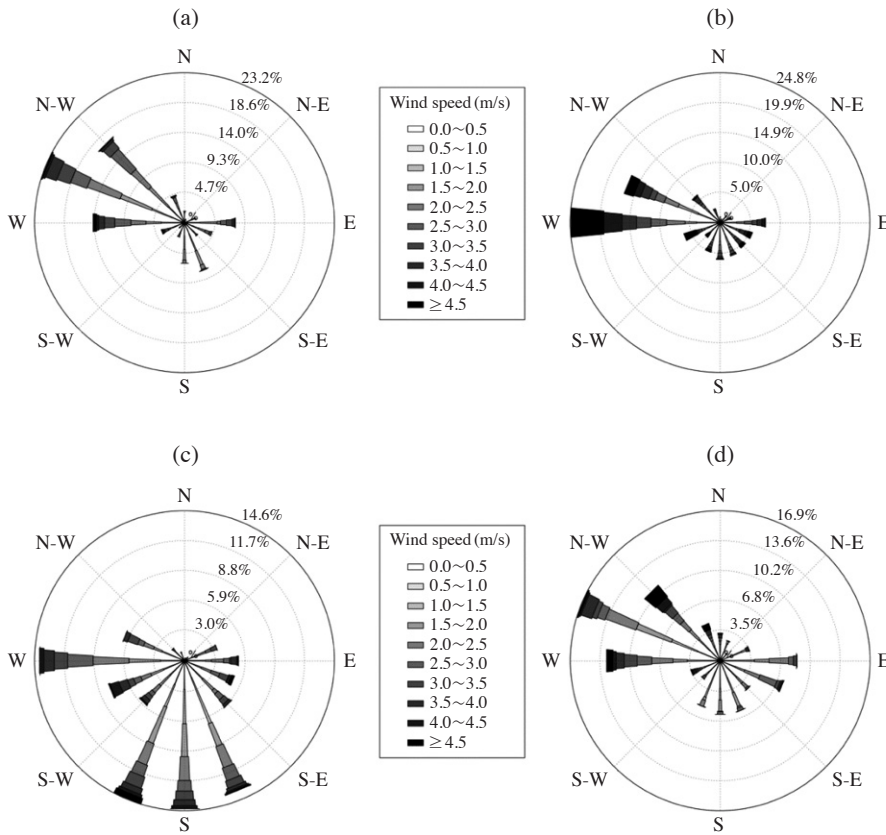 (a)
N
N-W
N-E
W
E
S-W
S-E
S
23.2%
18.6%
14.0%
9.3%
4.7%
%
Wind speed (m/s)
0.0~0.5
0.5~1.0
1.0~1.5
1.5~2.0
2.0~2.5
2.5~3.0
3.0~3.5
3.5~4.0
4.0~4.5
≥4.5
(b)
N
N-W
N-E
W
E
S-W
S-E
S
24.8%
19.9%
14.9%
10.0%
5.0%
%
(c)
N
N-W
N-E
W
E
S-W
S-E
S
14.6%
11.7%
8.8%
5.9%
3.0%
%
Wind speed (m/s)
0.0~0.5
0.5~1.0
1.0~1.5
1.5~2.0
2.0~2.5
2.5~3.0
3.0~3.5
3.5~4.0
4.0~4.5
≥4.5
(d)
N
N-W
N-E
W
E
S-W
S-E
S
16.9%
13.6%
10.2%
6.8%
3.5%
%